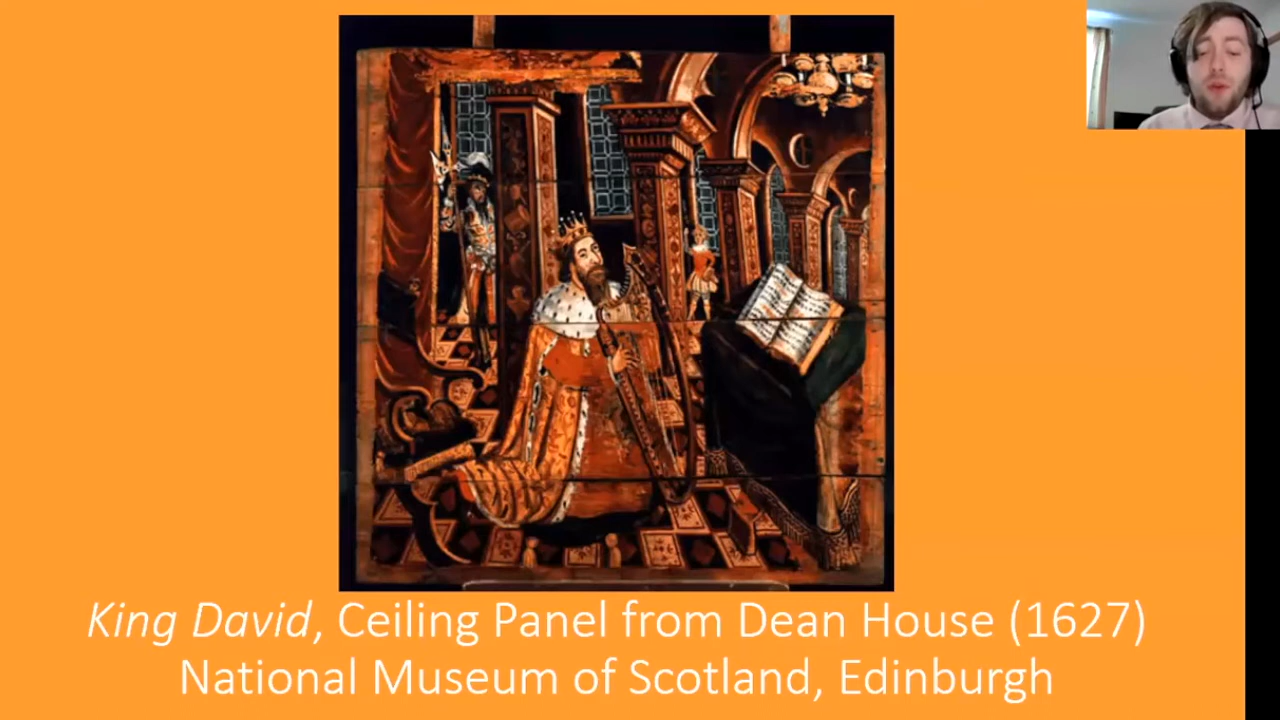 King David, Ceiling Panel from Dean House (1627)
National Museum of Scotland, Edinburgh